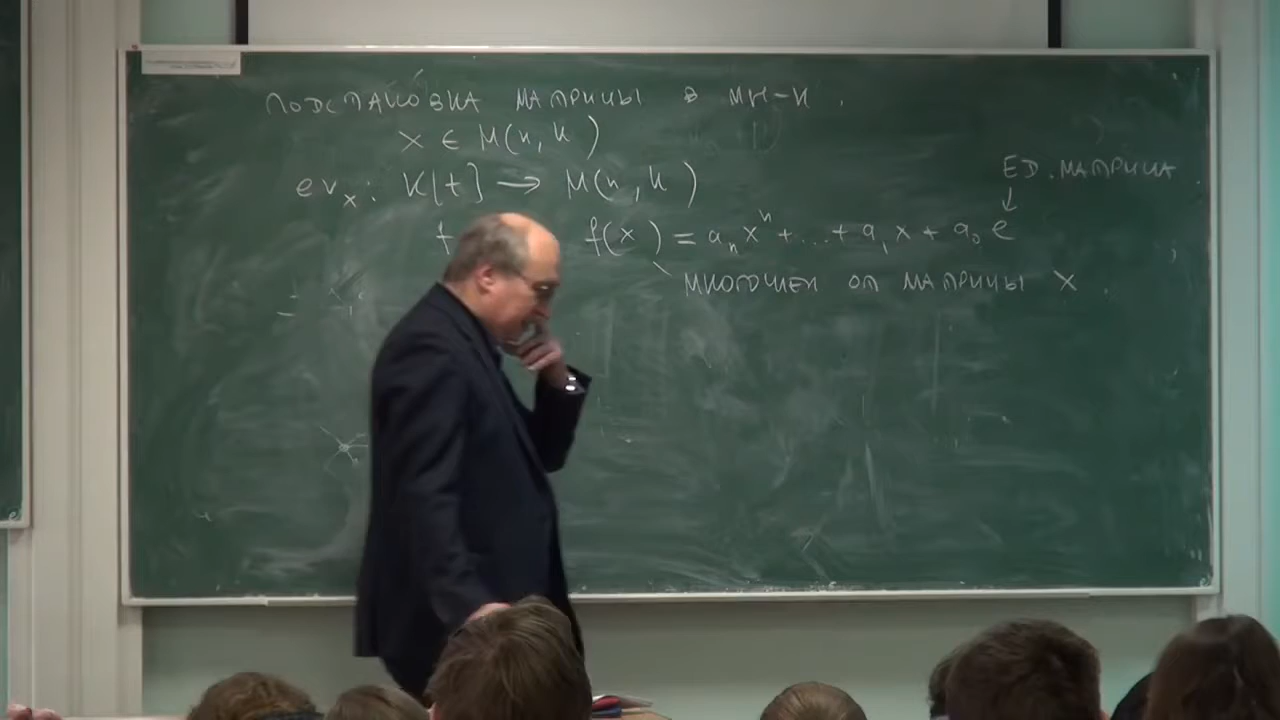 ПОДСТАНОВКА МАТРИЦЫ В МН-Н.
x ∈ M(n, K)
ev_x : K[t] → M(n, K)
ЕД. МАТРИЦА
↓
f f(x) = a_n x^n + ... + a_1 x + a_0 e
МНОГОЧЛЕН ОТ МАТРИЦЫ x.